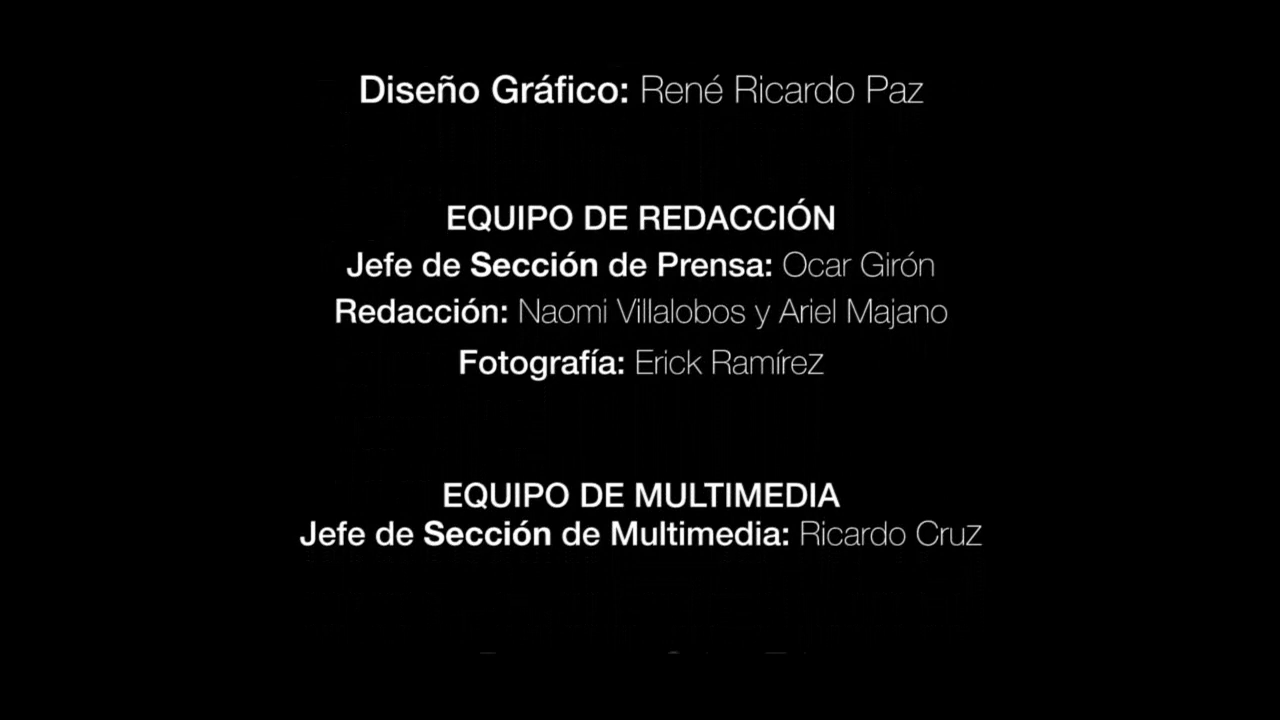 Diseño Gráfico: René Ricardo Paz
EQUIPO DE REDACCIÓN
Jefe de Sección de Prensa: Ocar Girón
Redacción: Naomi Villalobos y Ariel Majano
Fotografía: Erick Ramírez
EQUIPO DE MULTIMEDIA
Jefe de Sección de Multimedia: Ricardo Cruz